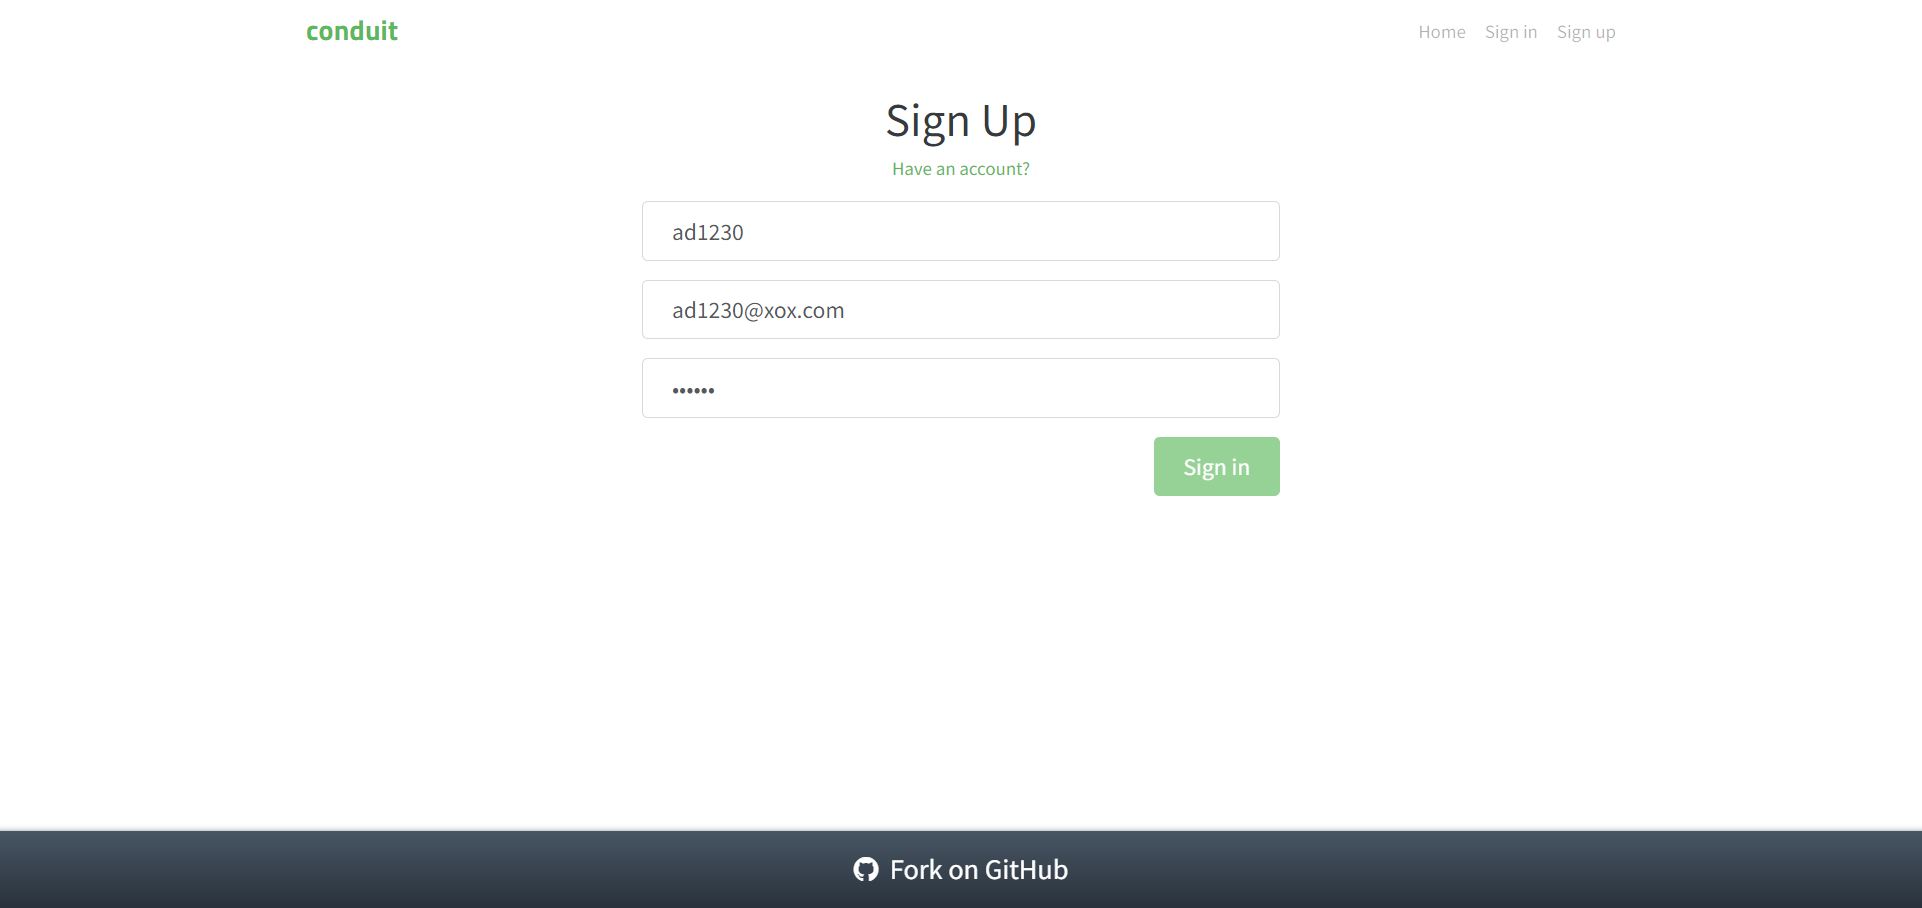 conduit
Home Sign in Sign up
Sign Up
Have an account?
ad1230
ad1230@xox.com
••••••
Sign in
Fork on GitHub